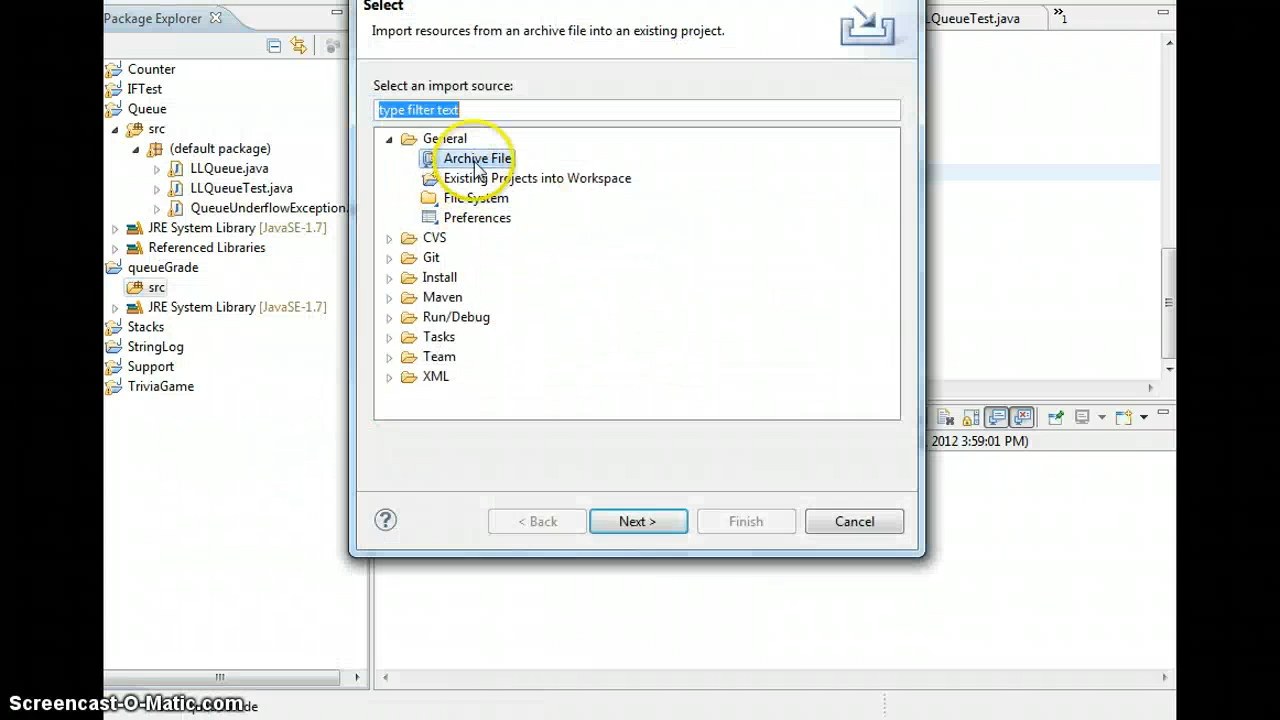 Package Explorer
Counter
IFTest
Queue
src
(default package)
LLQueue.java
LLQueueTest.java
QueueUnderflowException.
JRE System Library [JavaSE-1.7]
Referenced Libraries
queueGrade
src
JRE System Library [JavaSE-1.7]
Stacks
StringLog
Support
TriviaGame
Select
Import resources from an archive file into an existing project.
Select an import source:
type filter text
General
Archive File
Existing Projects into Workspace
File System
Preferences
CVS
Git
Install
Maven
Run/Debug
Tasks
Team
XML
?
< Back
Next >
Finish
Cancel
LQueueTest.java
»1
2012 3:59:01 PM)
Screencast-O-Matic.com